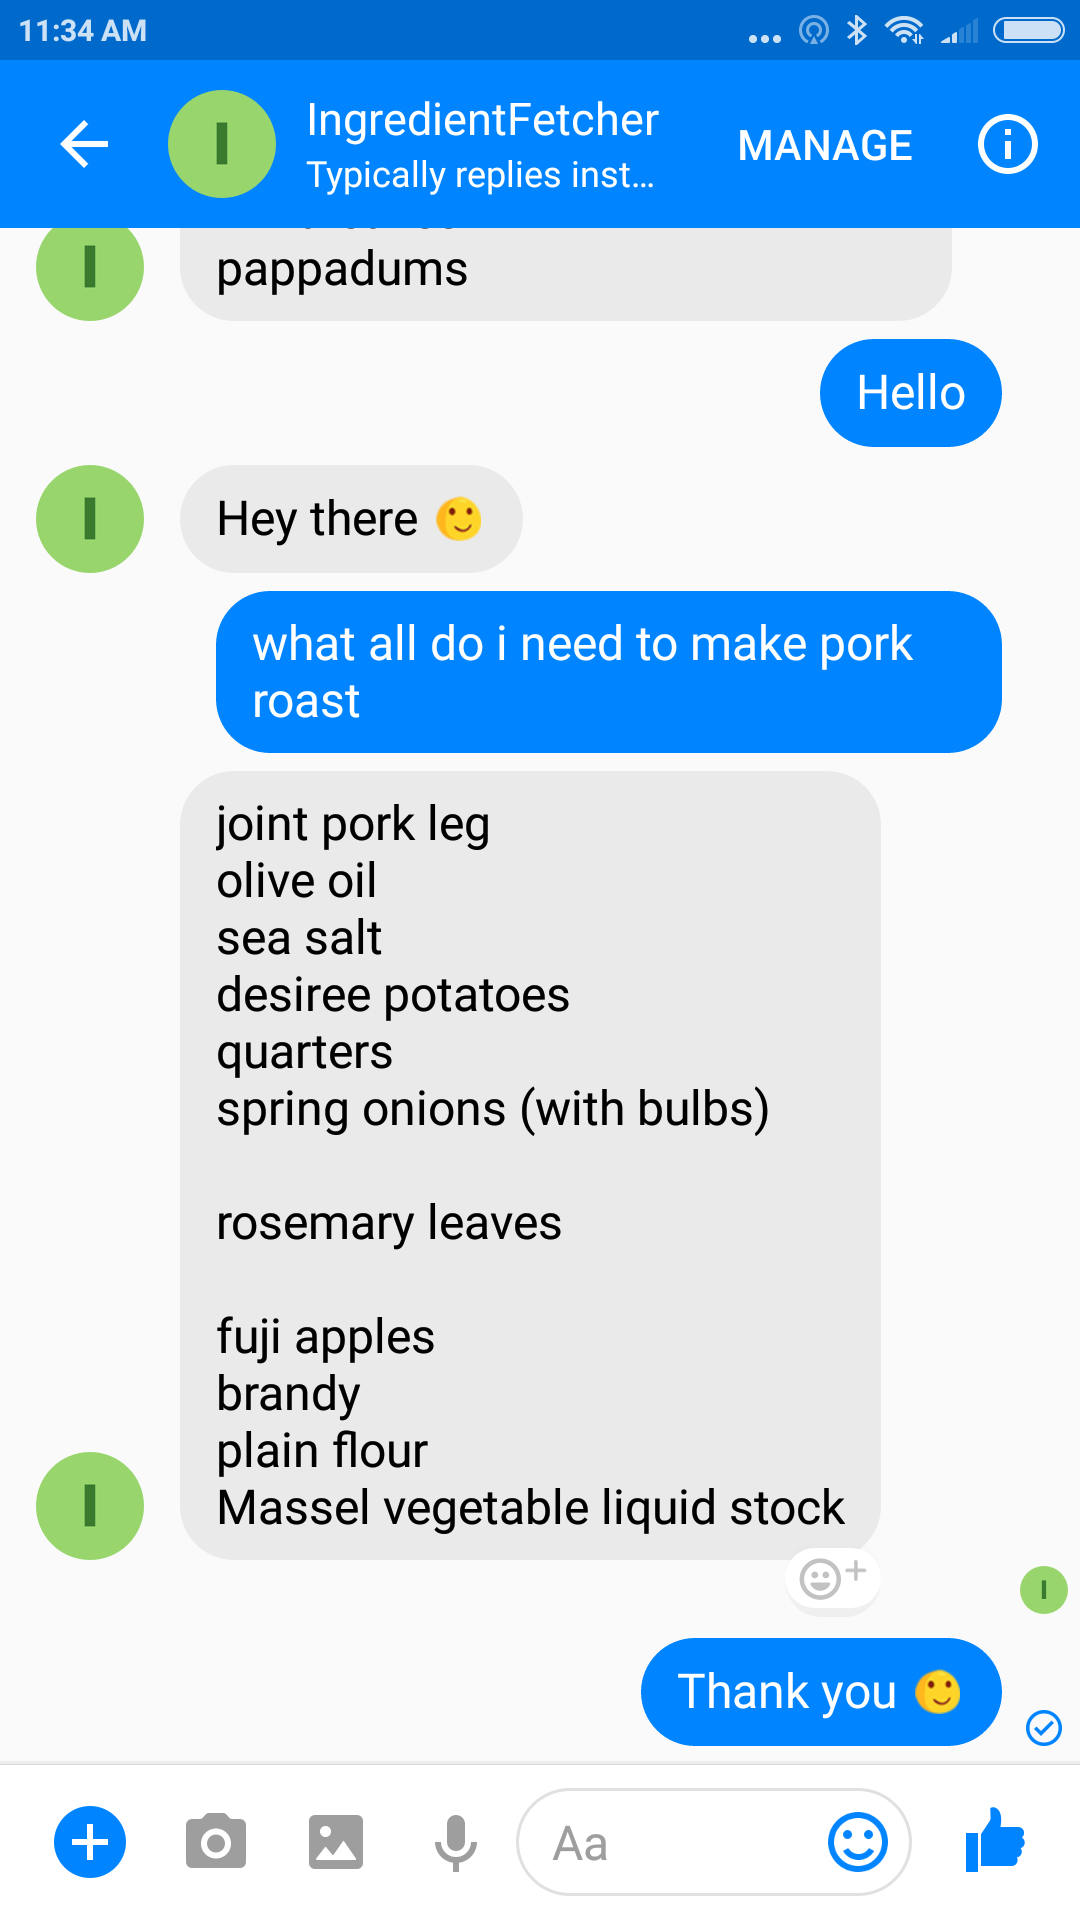 11:34 AM
I
IngredientFetcher
Typically replies inst...
MANAGE
I
pappadums
Hello
I
Hey there 🙂
what all do i need to make pork
roast
joint pork leg
olive oil
sea salt
desiree potatoes
quarters
spring onions (with bulbs)
rosemary leaves
fuji apples
brandy
plain flour
Massel vegetable liquid stock
I
I
Thank you 🙂
Aa